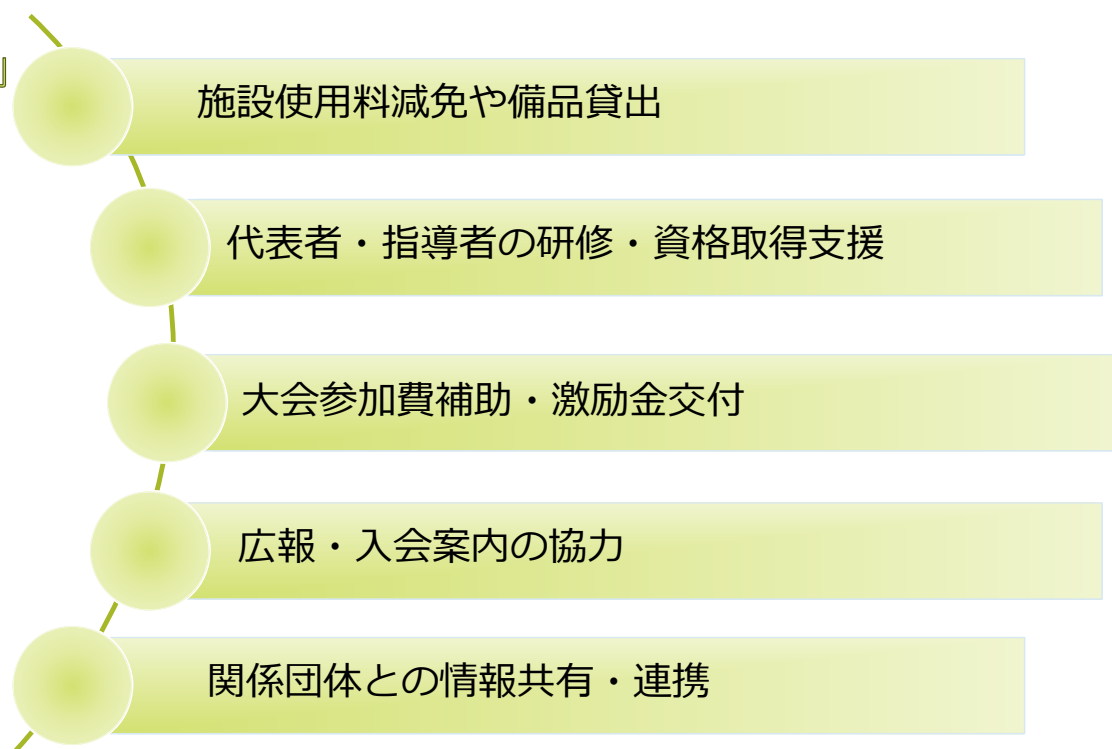 』
施設使用料減免や備品貸出
代表者・指導者の研修・資格取得支援
大会参加費補助・激励金交付
広報・入会案内の協力
関係団体との情報共有・連携